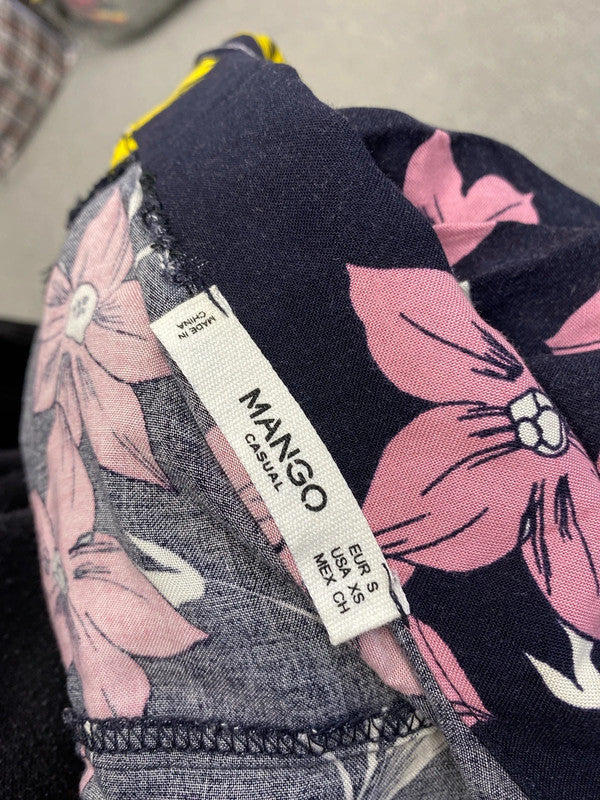 MADE IN
CHINA
MANGO
CASUAL
EUR S
USA XS
MEX CH